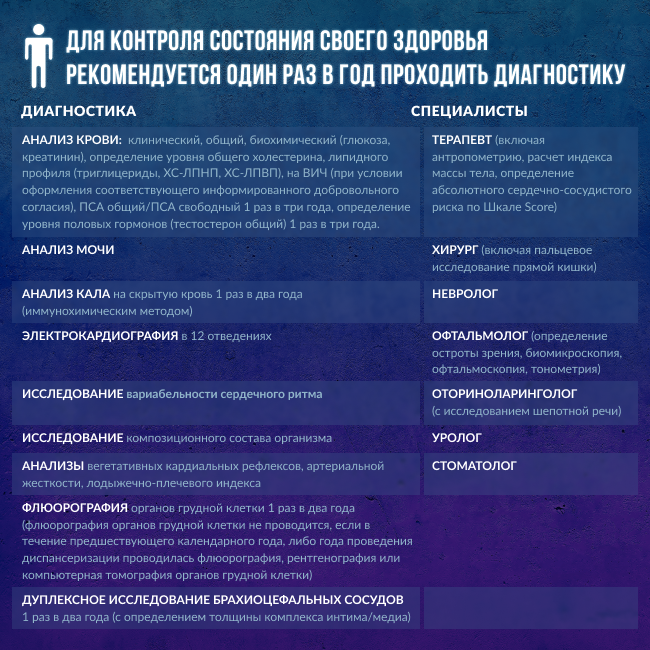 ДЛЯ КОНТРОЛЯ СОСТОЯНИЯ СВОЕГО ЗДОРОВЬЯ
РЕКОМЕНДУЕТСЯ ОДИН РАЗ В ГОД ПРОХОДИТЬ ДИАГНОСТИКУ
ДИАГНОСТИКА
АНАЛИЗ КРОВИ: клинический, общий, биохимический (глюкоза,
креатинин), определение уровня общего холестерина, липидного
профиля (триглицериды, ХС-ЛПНП, ХС-ЛПВП), на ВИЧ (при условии
оформления соответствующего информированного добровольного
согласия), ПСА общий/ПСА свободный 1 раз в три года, определение
уровня половых гормонов (тестостерон общий) 1 раз в три года.
АНАЛИЗ МОЧИ
АНАЛИЗ КАЛА на скрытую кровь 1 раз в два года
(иммунохимическим методом)
ЭЛЕКТРОКАРДИОГРАФИЯ в 12 отведениях
ИССЛЕДОВАНИЕ вариабельности сердечного ритма
ИССЛЕДОВАНИЕ композиционного состава организма
АНАЛИЗЫ вегетативных кардиальных рефлексов, артериальной
жесткости, лодыжечно-плечевого индекса
ФЛЮОРОГРАФИЯ органов грудной клетки 1 раз в два года
(флюорография органов грудной клетки не проводится, если в
течение предшествующего календарного года, либо года проведения
диспансеризации проводилась флюорография, рентгенография или
компьютерная томография органов грудной клетки)
ДУПЛЕКСНОЕ ИССЛЕДОВАНИЕ БРАХИОЦЕФАЛЬНЫХ СОСУДОВ
1 раз в два года (с определением толщины комплекса интима/медиа)
СПЕЦИАЛИСТЫ
ТЕРАПЕВТ (включая
антропометрию, расчет индекса
массы тела, определение
абсолютного сердечно-сосудистого
риска по Шкале Score)
ХИРУРГ (включая пальцевое
исследование прямой кишки)
НЕВРОЛОГ
ОФТАЛЬМОЛОГ (определение
остроты зрения, биомикроскопия,
офтальмоскопия, тонометрия)
ОТОРИНОЛАРИНГОЛОГ
(с исследованием шепотной речи)
УРОЛОГ
СТОМАТОЛОГ